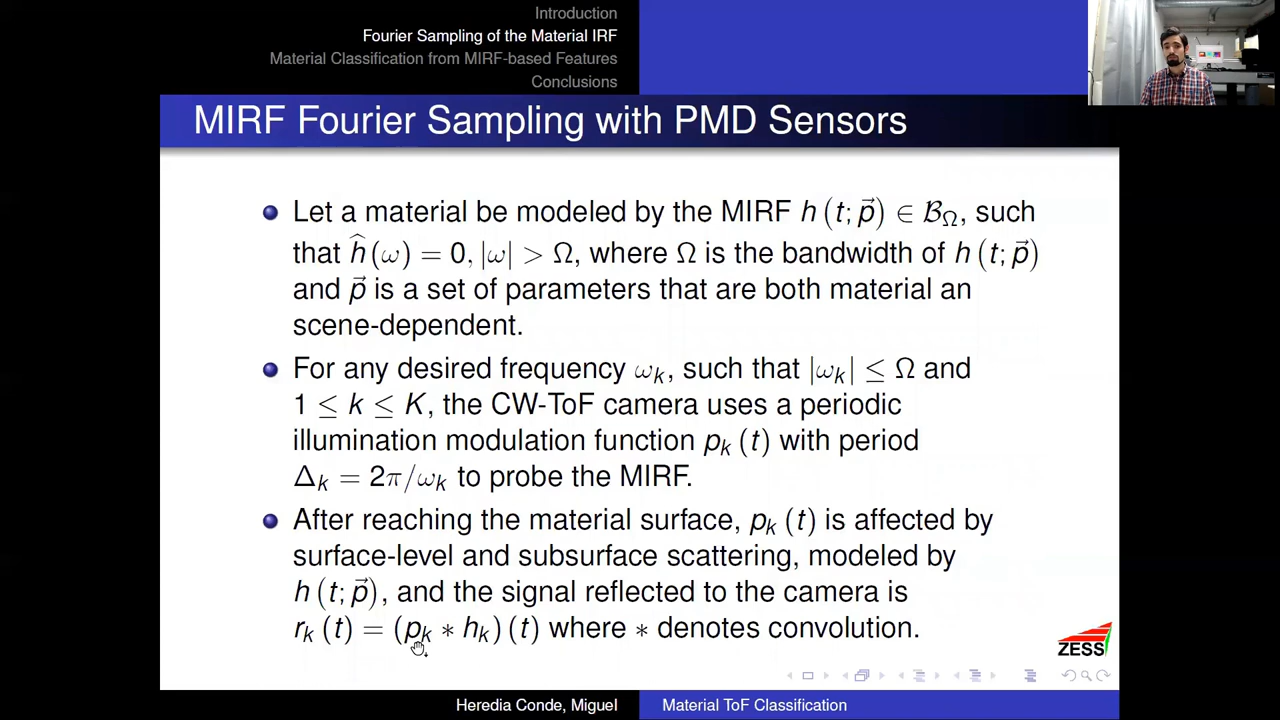 Introduction
Fourier Sampling of the Material IRF
Material Classification from MIRF-based Features
Conclusions
MIRF Fourier Sampling with PMD Sensors
Let a material be modeled by the MIRF h (t; p⃗) ∈ ℬ_Ω, such
that ĥ (ω) = 0, |ω| > Ω, where Ω is the bandwidth of h (t; p⃗)
and p⃗ is a set of parameters that are both material an
scene-dependent.
For any desired frequency ω_k, such that |ω_k| ≤ Ω and
1 ≤ k ≤ K, the CW-ToF camera uses a periodic
illumination modulation function p_k (t) with period
Δ_k = 2π/ω_k to probe the MIRF.
After reaching the material surface, p_k (t) is affected by
surface-level and subsurface scattering, modeled by
h (t; p⃗), and the signal reflected to the camera is
r_k (t) = (p_k ∗ h_k) (t) where ∗ denotes convolution.
ZESS
Heredia Conde, Miguel
Material ToF Classification